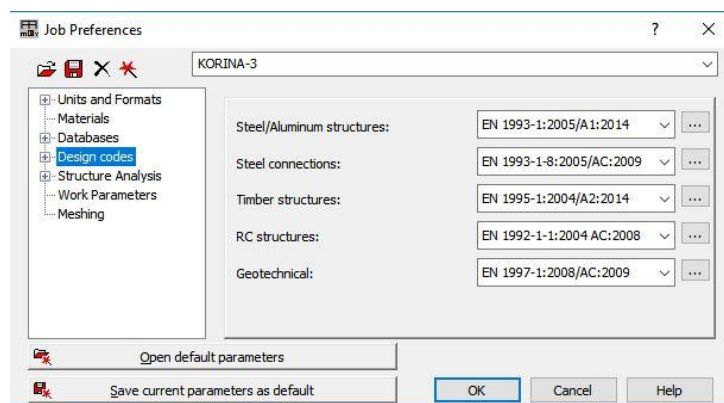 Job Preferences
KORINA-3
Units and Formats
Materials
Databases
Design codes
Structure Analysis
Work Parameters
Meshing
Steel/Aluminum structures: EN 1993-1:2005/A1:2014 ...
Steel connections: EN 1993-1-8:2005/AC:2009 ...
Timber structures: EN 1995-1:2004/A2:2014 ...
RC structures: EN 1992-1-1:2004 AC:2008 ...
Geotechnical: EN 1997-1:2008/AC:2009 ...
Open default parameters
Save current parameters as default
OK Cancel Help